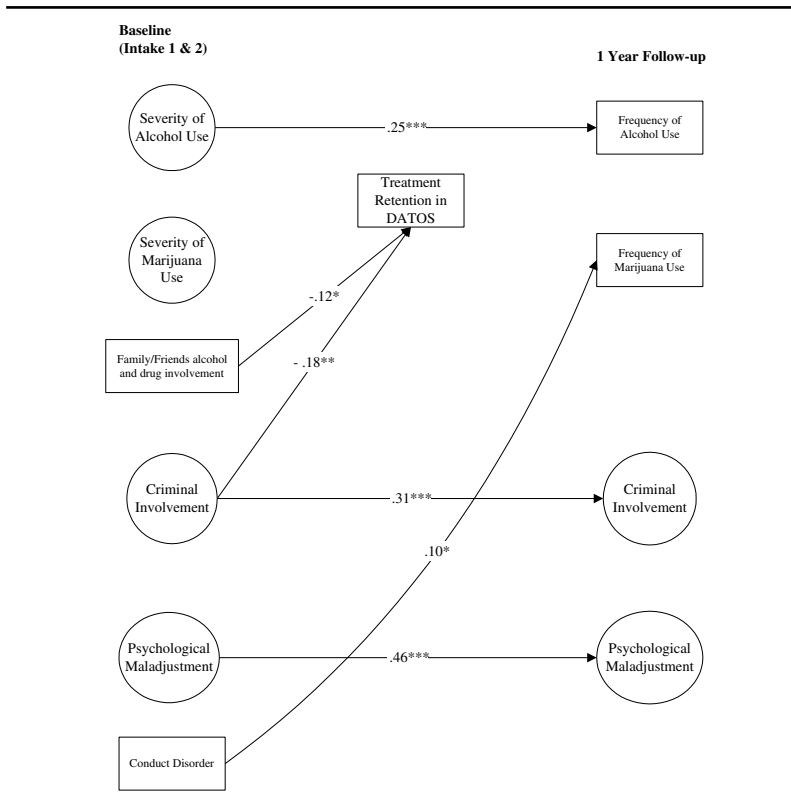 Baseline
(Intake 1 & 2)
1 Year Follow-up
Severity of
Alcohol Use
.25***
Frequency of
Alcohol Use
Treatment
Retention in
DATOS
Severity of
Marijuana
Use
Frequency of
Marijuana Use
-.12*
Family/Friends alcohol
and drug involvement
- .18**
Criminal
Involvement
.31***
Criminal
Involvement
.10*
Psychological
Maladjustment
.46***
Psychological
Maladjustment
Conduct Disorder